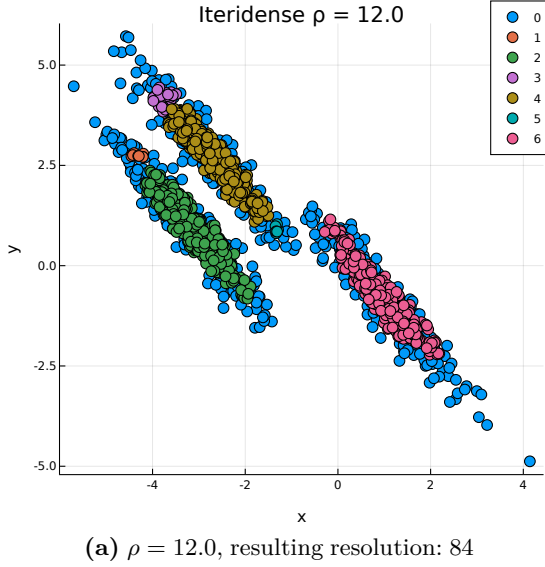 Iteridense ρ = 12.0
0
1
2
3
4
5
6
5.0
2.5
0.0
-2.5
-5.0
y
-4 -2 0 2 4
x
(a) ρ = 12.0, resulting resolution: 84